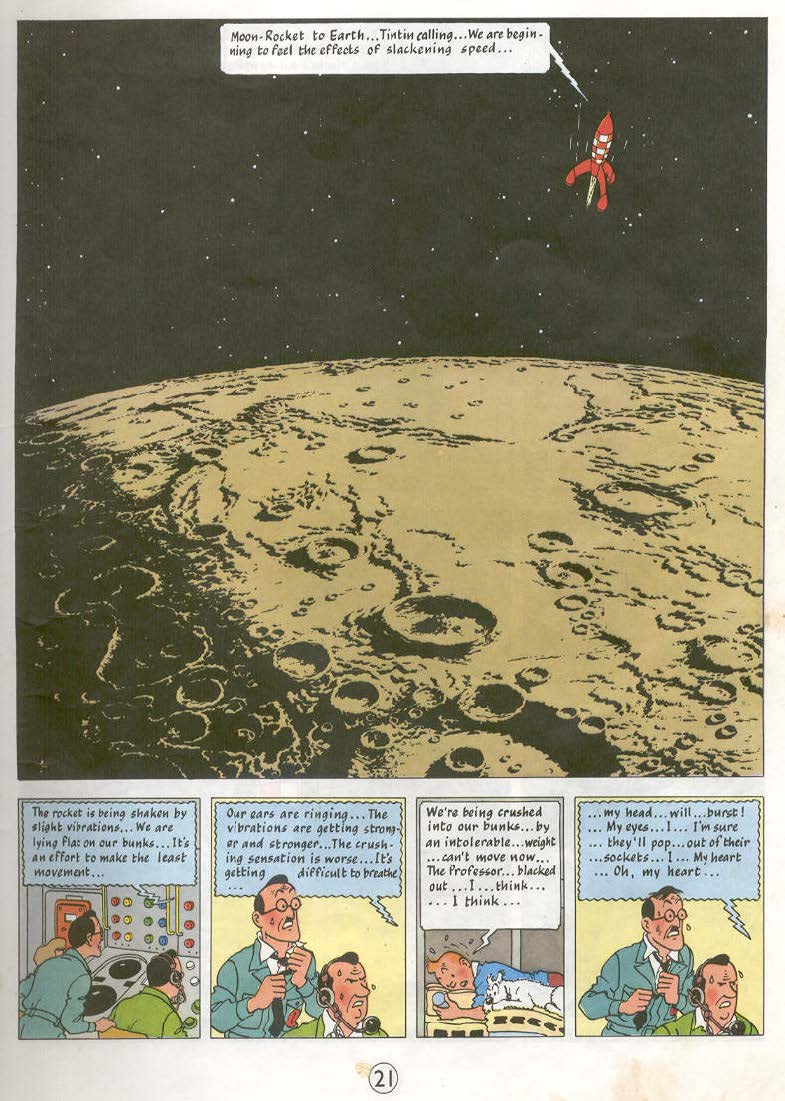 Moon-Rocket to Earth...Tintin calling...We are begin-
ning to feel the effects of slackening speed...
The rocket is being shaken by
slight vibrations... We are
lying flat on our bunks...It's
an effort to make the least
movement...
Our ears are ringing...The
vibrations are getting strong-
er and stronger...The crush-
ing sensation is worse...It's
getting difficult to breathe
...
We're being crushed
into our bunks...by
an intolerable...weight
...can't move now...
The Professor...blacked
out...I...think...
...I think...
...my head...will...burst!
...My eyes...I...I'm sure
...they'll pop...out of their
...sockets...I...My heart
...Oh, my heart...
21